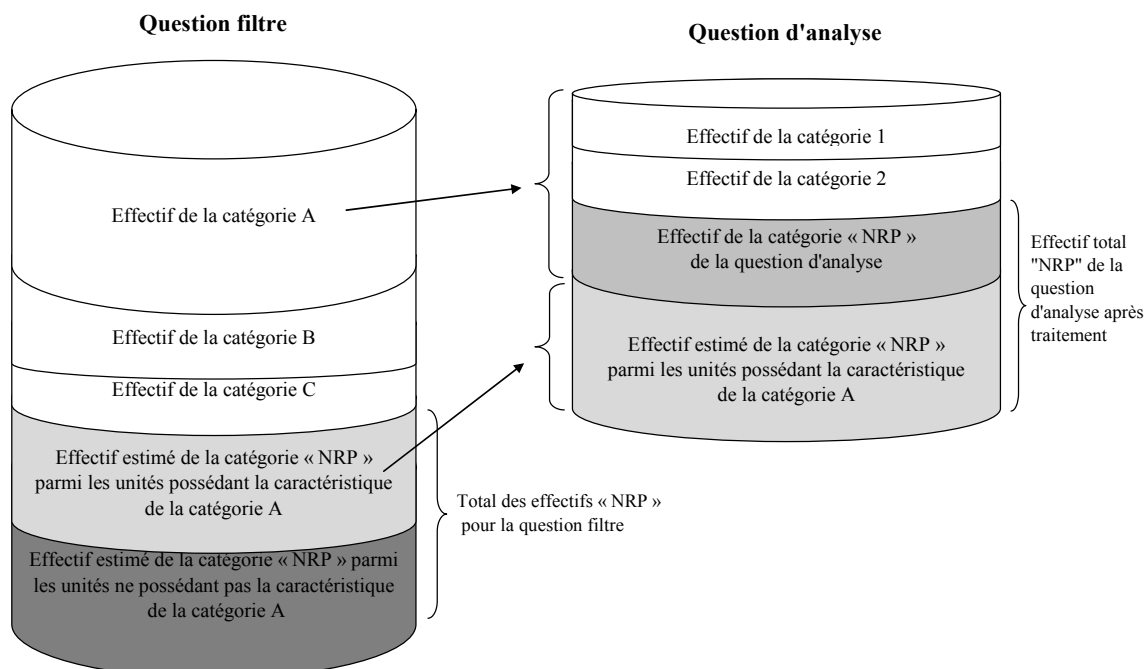 Question filtre
Effectif de la catégorie A
Effectif de la catégorie B
Effectif de la catégorie C
Effectif estimé de la catégorie « NRP »
parmi les unités possédant la caractéristique
de la catégorie A
Effectif estimé de la catégorie « NRP » parmi
les unités ne possédant pas la caractéristique
de la catégorie A
Total des effectifs « NRP »
pour la question filtre
Question d'analyse
Effectif de la catégorie 1
Effectif de la catégorie 2
Effectif de la catégorie « NRP »
de la question d'analyse
Effectif estimé de la catégorie « NRP »
parmi les unités possédant la caractéristique
de la catégorie A
Effectif total
"NRP" de la
question
d'analyse après
traitement